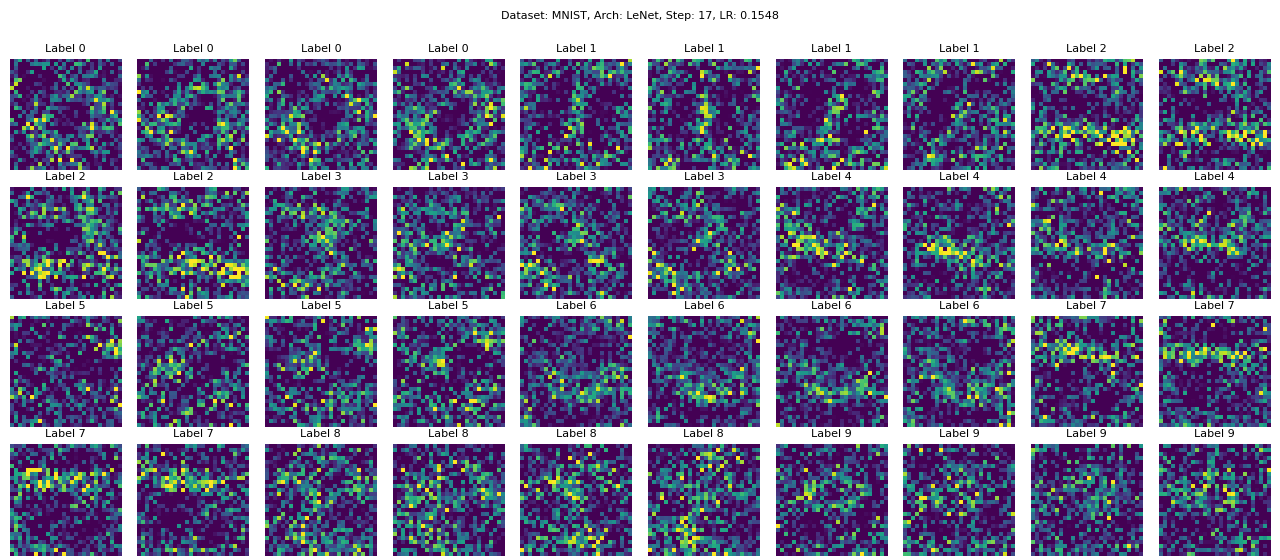 Dataset: MNIST, Arch: LeNet, Step: 17, LR: 0.1548
Label 0 Label 0 Label 0 Label 0 Label 1 Label 1 Label 1 Label 1 Label 2 Label 2
Label 2 Label 2 Label 3 Label 3 Label 3 Label 3 Label 4 Label 4 Label 4 Label 4
Label 5 Label 5 Label 5 Label 5 Label 6 Label 6 Label 6 Label 6 Label 7 Label 7
Label 7 Label 7 Label 8 Label 8 Label 8 Label 8 Label 9 Label 9 Label 9 Label 9